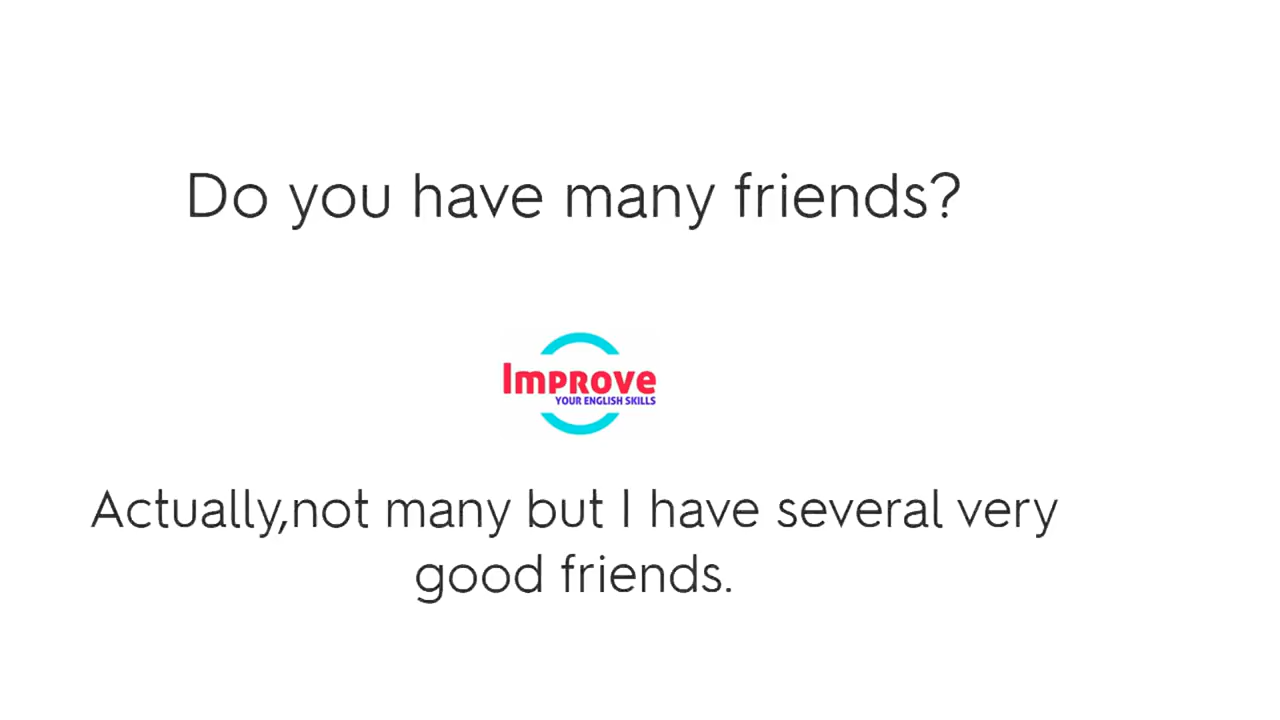 Do you have many friends?
Improve
YOUR ENGLISH SKILLS
Actually,not many but I have several very
good friends.